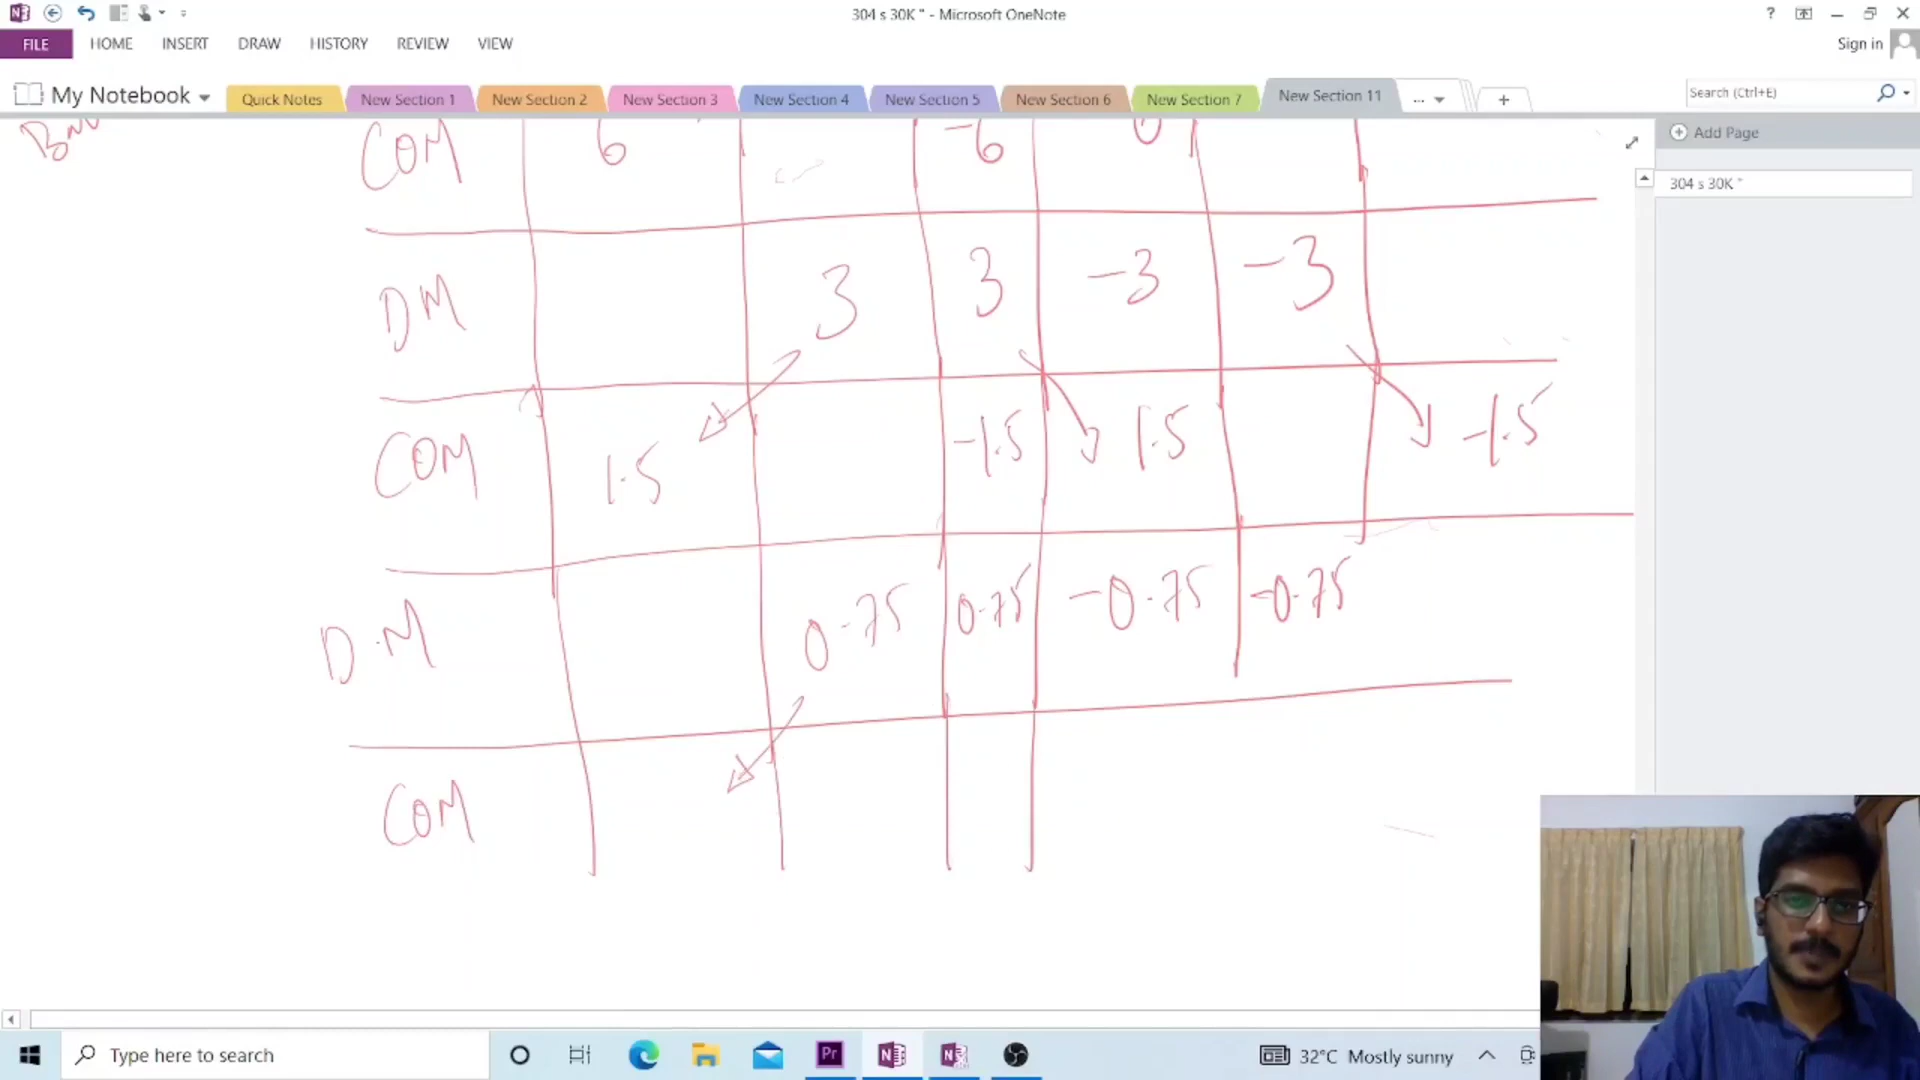 304 s 30K " - Microsoft OneNote
?
FILE HOME INSERT DRAW HISTORY REVIEW VIEW
Sign in
My Notebook Quick Notes New Section 1 New Section 2 New Section 3 New Section 4 New Section 5 New Section 6 New Section 7 New Section 11 ... +
Search (Ctrl+E)
Add Page
304 s 30K "
COM 6 -6 0
DM 3 3 -3 -3
COM 1.5 -1.5 1.5 -1.5
D.M 0.75 0.75 -0.75 -0.75
COM
Type here to search
Pr
32°C Mostly sunny